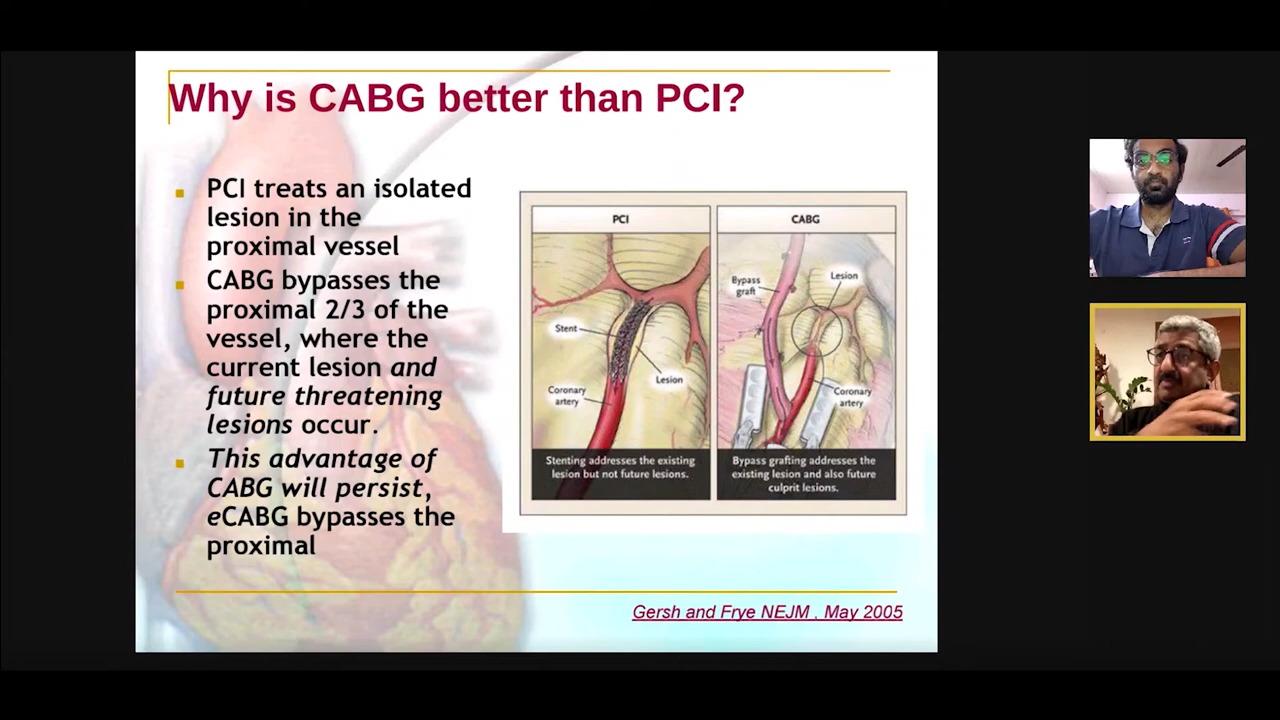 Why is CABG better than PCI?
PCI treats an isolated
lesion in the
proximal vessel
CABG bypasses the
proximal 2/3 of the
vessel, where the
current lesion and
future threatening
lesions occur.
This advantage of
CABG will persist,
eCABG bypasses the
proximal
PCI
Stent
Lesion
Coronary
artery
Stenting addresses the existing
lesion but not future lesions.
CABG
Bypass
graft
Lesion
Coronary
artery
Bypass grafting addresses the
existing lesion and also future
culprit lesions.
Gersh and Frye NEJM , May 2005